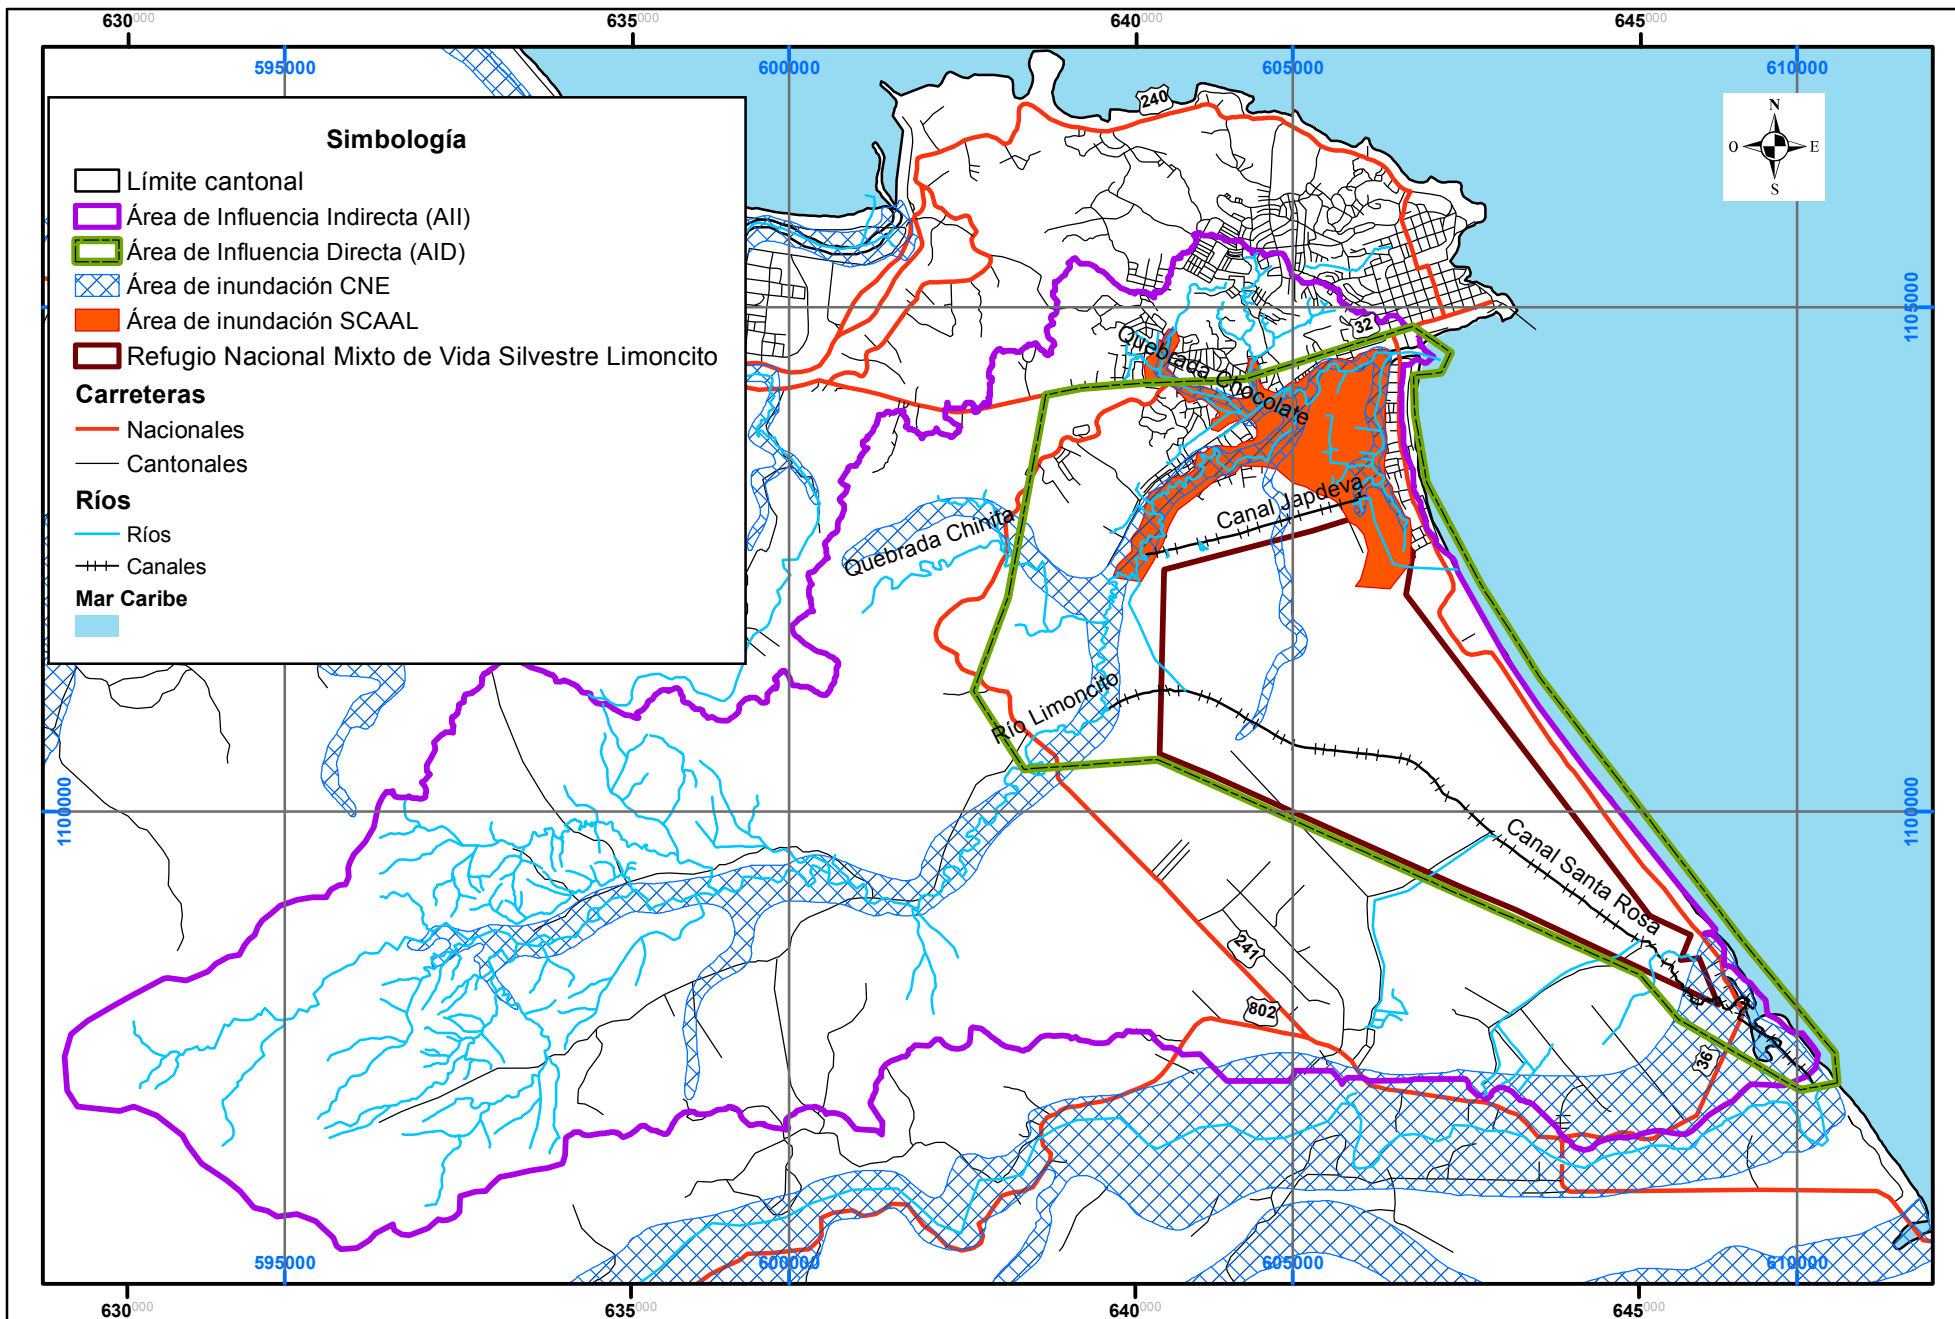 630000 635000 640000 645000
595000 600000 605000 610000
Simbología
Límite cantonal
Área de Influencia Indirecta (AII)
Área de Influencia Directa (AID)
Área de inundación CNE
Área de inundación SCAAL
Refugio Nacional Mixto de Vida Silvestre Limoncito
Carreteras
Nacionales
Cantonales
Ríos
Ríos
Canales
Mar Caribe
N
O E
S
240
1105000
32
Quebrada Chocolate
Canal Japdeva
Quebrada Chinita
Río Limoncito
1100000
1100000
Canal Santa Rosa
241
802
36
595000 600000 605000 610000
630000 635000 640000 645000